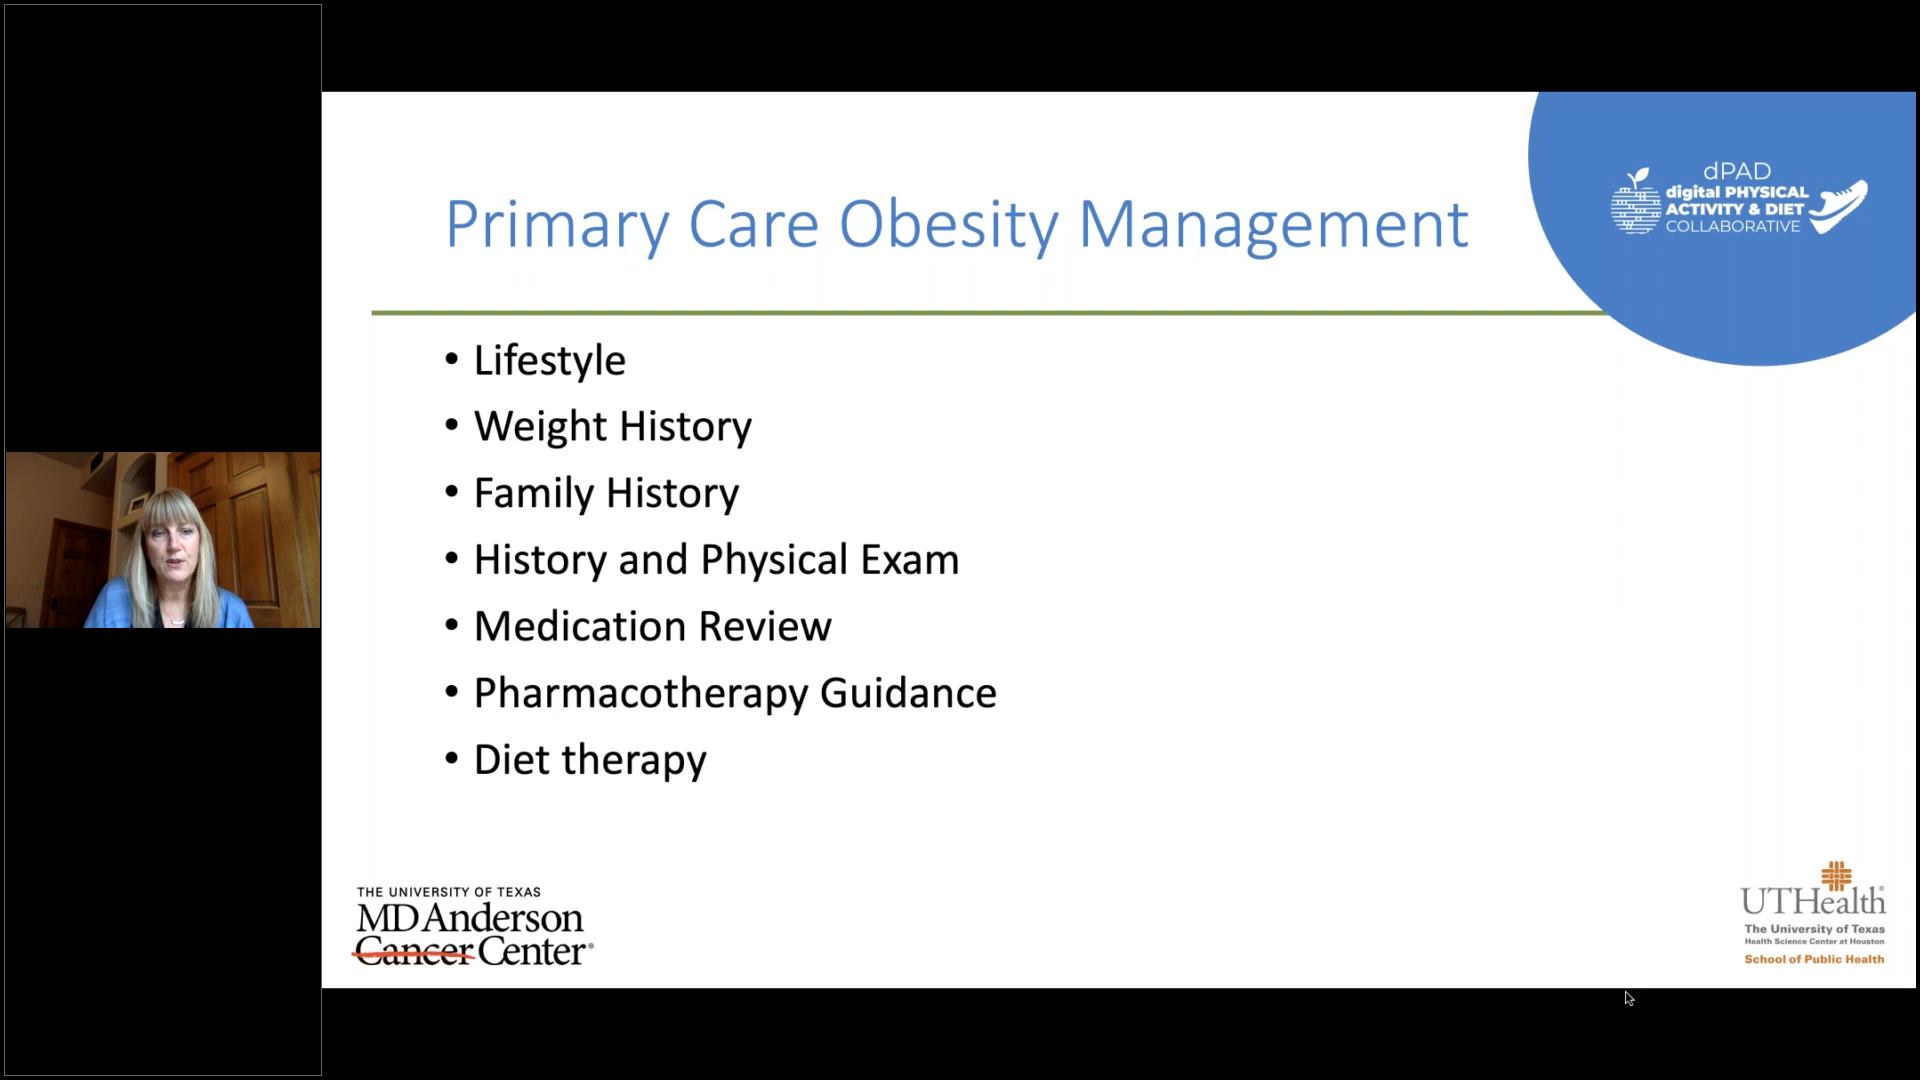 dPAD
digital PHYSICAL
ACTIVITY & DIET
COLLABORATIVE
Primary Care Obesity Management
• Lifestyle
• Weight History
• Family History
• History and Physical Exam
• Medication Review
• Pharmacotherapy Guidance
• Diet therapy
THE UNIVERSITY OF TEXAS
MD Anderson
Cancer Center®
UTHealth®
The University of Texas
Health Science Center at Houston
School of Public Health